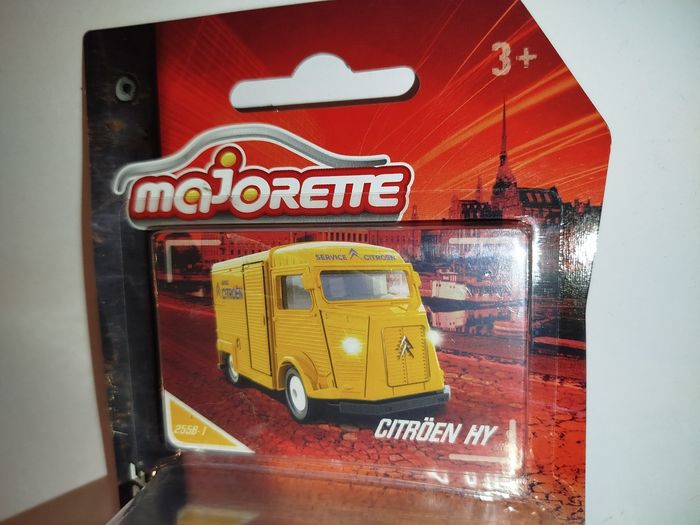 3+
MAJORETTE
SERVICE CITROËN
CITROËN
255B-1
CITRÖEN HY